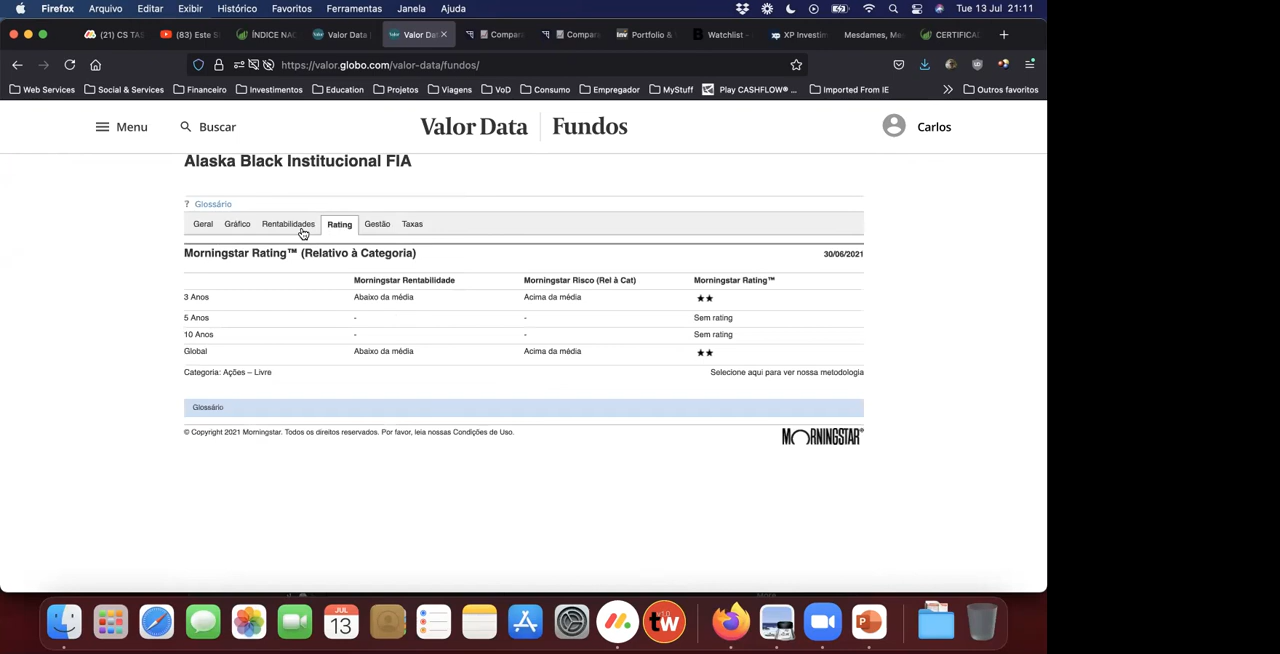 Firefox Arquivo Editar Exibir Histórico Favoritos Ferramentas Janela Ajuda Tue 13 Jul 21:11
(21) CS TAS (83) Este S ÍNDICE NAC Valor Data Valor Dat Compar Compar Portfolio & Watchlist - XP Investim Mesdames, Me CERTIFICA
https://valor.globo.com/valor-data/fundos/
Web Services Social & Services Financeiro Investimentos Education Projetos Viagens VoD Consumo Empregador MyStuff Play CASHFLOW® ... Imported From IE Outros favoritos
Menu Buscar Valor Data Fundos Carlos
Alaska Black Institucional FIA
? Glossário
Geral Gráfico Rentabilidades Rating Gestão Taxas
Morningstar Rating™ (Relativo à Categoria) 30/06/2021
Morningstar Rentabilidade Morningstar Risco (Rel à Cat) Morningstar Rating™
3 Anos Abaixo da média Acima da média ★★
5 Anos - - Sem rating
10 Anos - - Sem rating
Global Abaixo da média Acima da média ★★
Categoria: Ações – Livre Selecione aqui para ver nossa metodologia
Glossário
© Copyright 2021 Morningstar. Todos os direitos reservados. Por favor, leia nossas Condições de Uso. MORNINGSTAR®
JUL
13
tw
P